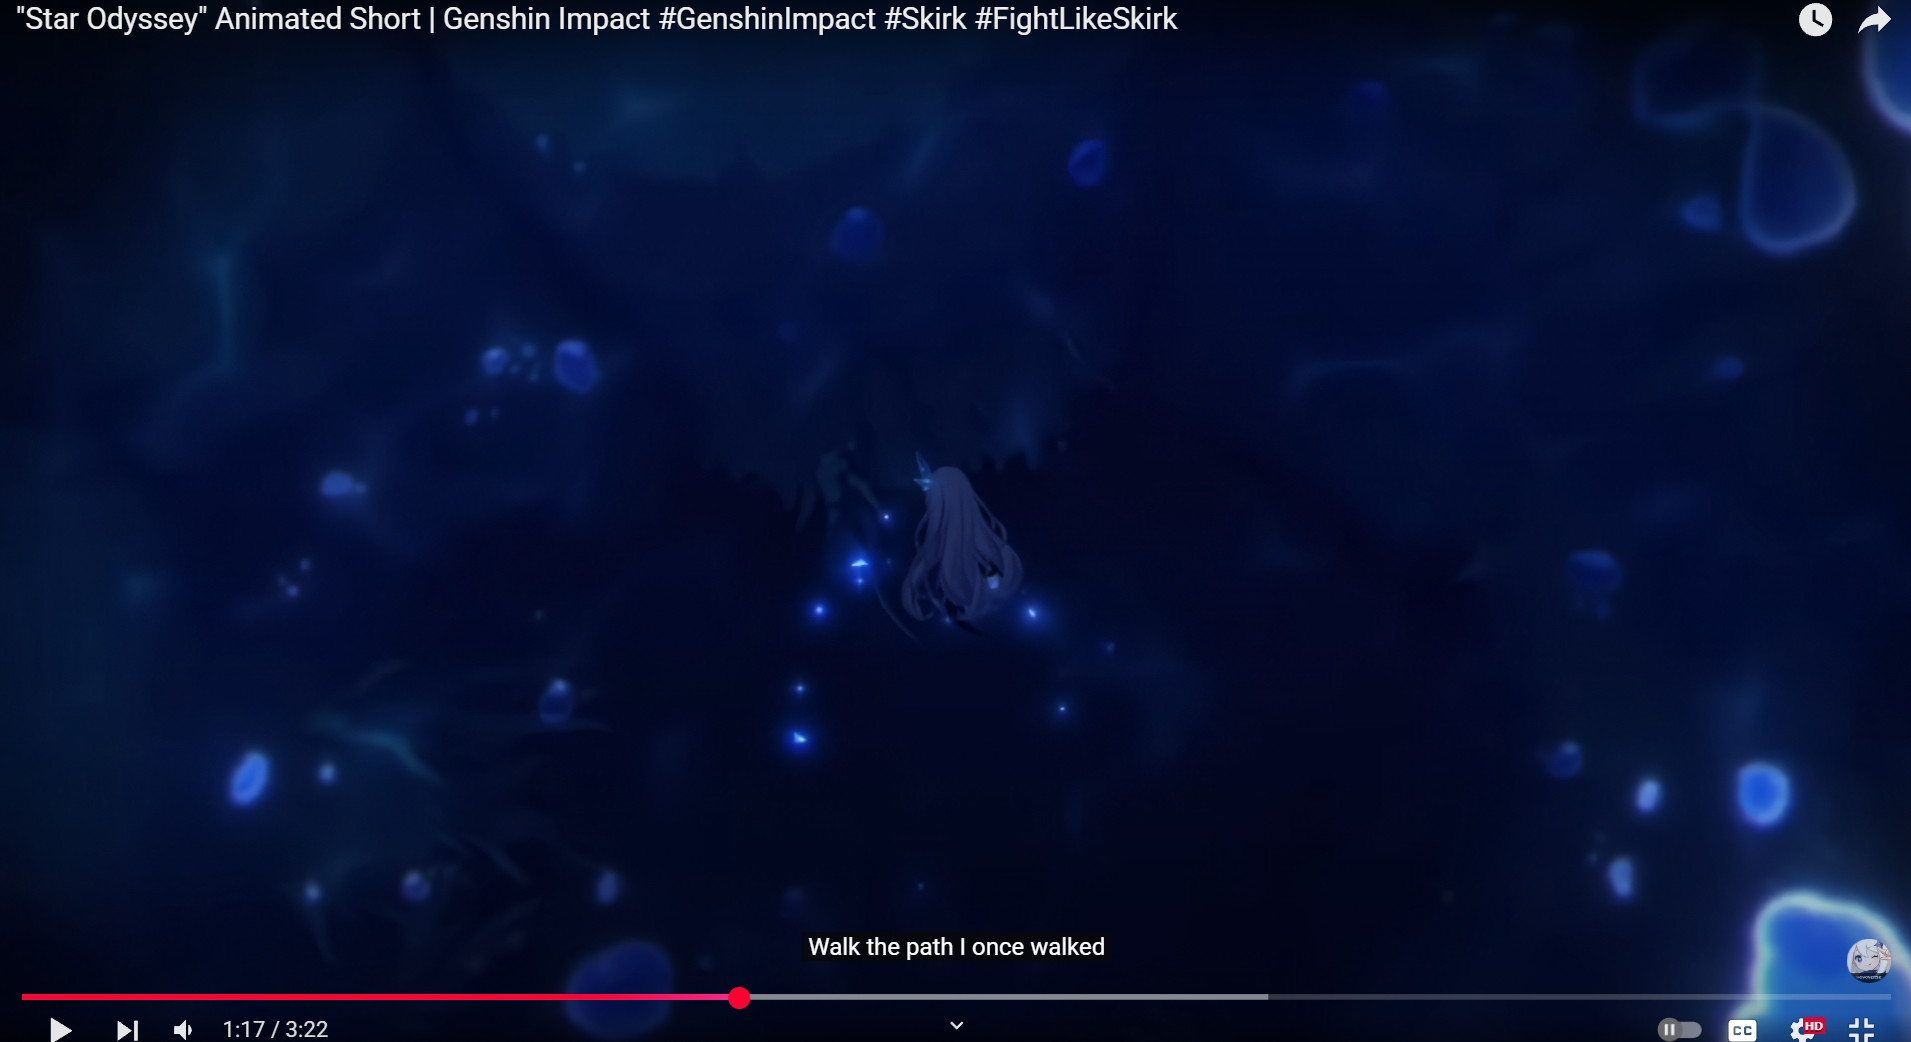 "Star Odyssey" Animated Short | Genshin Impact #GenshinImpact #Skirk #FightLikeSkirk
Walk the path I once walked
1:17 / 3:22
CC
HD